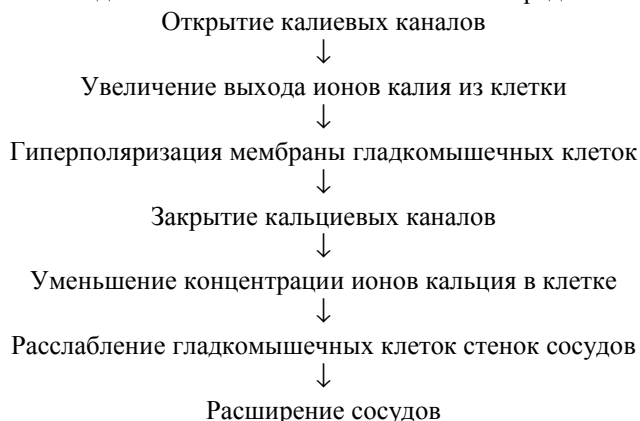 Открытие калиевых каналов
↓
Увеличение выхода ионов калия из клетки
↓
Гиперполяризация мембраны гладкомышечных клеток
↓
Закрытие кальциевых каналов
↓
Уменьшение концентрации ионов кальция в клетке
↓
Расслабление гладкомышечных клеток стенок сосудов
↓
Расширение сосудов